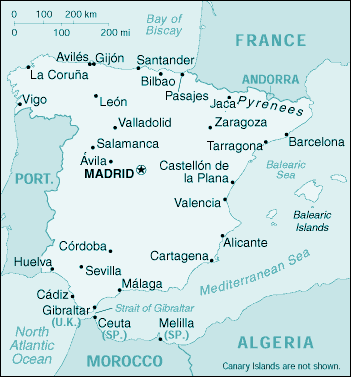 0 100 200 km
0 100 200 mi
Bay of
Biscay
FRANCE
Avilés
Gijón
Santander
La Coruña
Bilbao
ANDORRA
Vigo
León
Pasajes
Jaca
Pyrenees
Valladolid
Zaragoza
Salamanca
Tarragona
Barcelona
Ávila
MADRID
Castellón de
la Plana
Balearic
Sea
PORT.
Valencia
Balearic
Islands
Córdoba
Alicante
Huelva
Sevilla
Cartagena
Mediterranean Sea
Málaga
Cádiz
Gibraltar
(U.K.)
Strait of Gibraltar
Ceuta
(SP.)
Melilla
(SP.)
North
Atlantic
Ocean
ALGERIA
MOROCCO
Canary Islands are not shown.